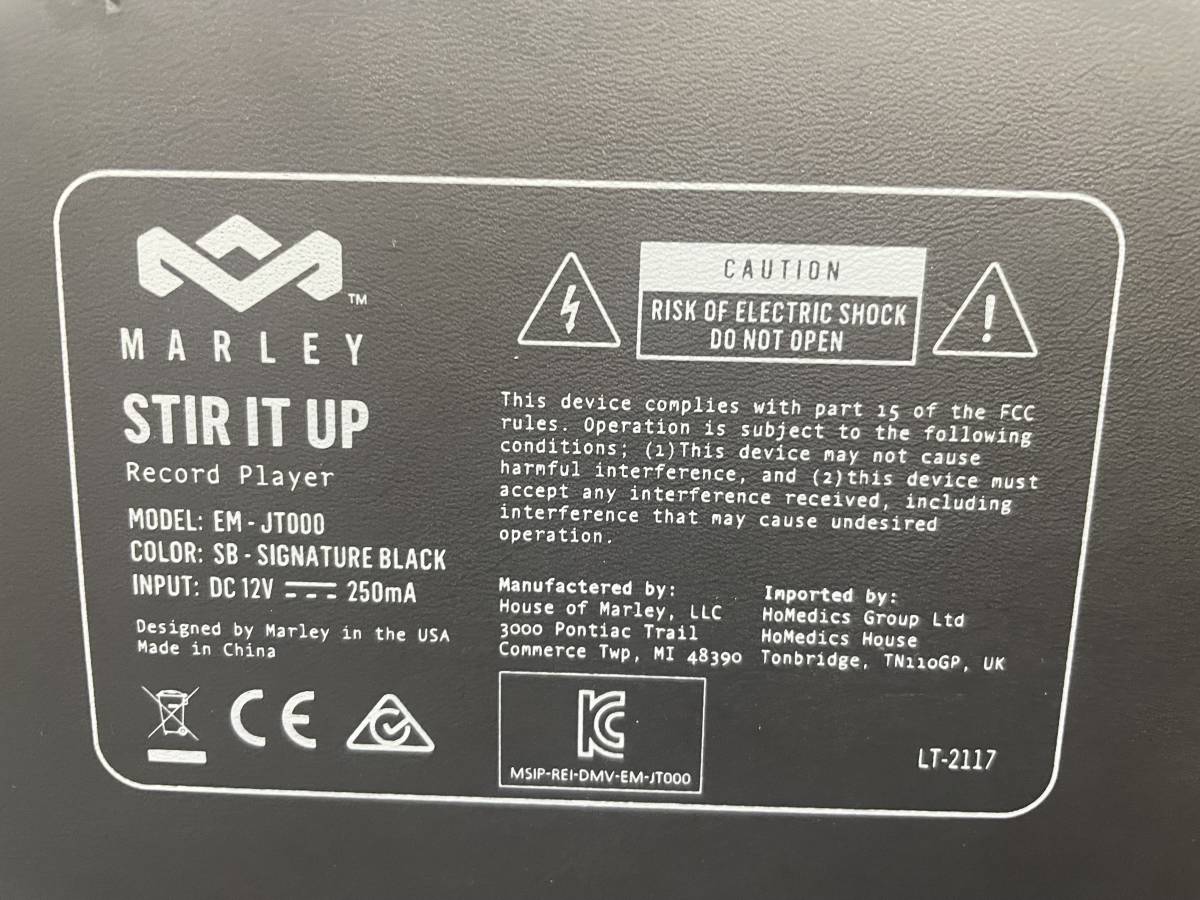 TM
MARLEY
STIR IT UP
Record Player
MODEL: EM - JT000
COLOR: SB - SIGNATURE BLACK
INPUT: DC 12V 250mA
Designed by Marley in the USA
Made in China
CE
CAUTION
RISK OF ELECTRIC SHOCK
DO NOT OPEN
This device complies with part 15 of the FCC
rules. Operation is subject to the following
conditions; (1)This device may not cause
harmful interference, and (2)this device must
accept any interference received, including
interference that may cause undesired
operation.
Manufactured by:
House of Marley, LLC
3000 Pontiac Trail
Commerce Twp, MI 48390
Imported by:
HoMedics Group Ltd
HoMedics House
Tonbridge, TN110GP, UK
KC
MSIP-REI-DMV-EM-JT000
LT-2117